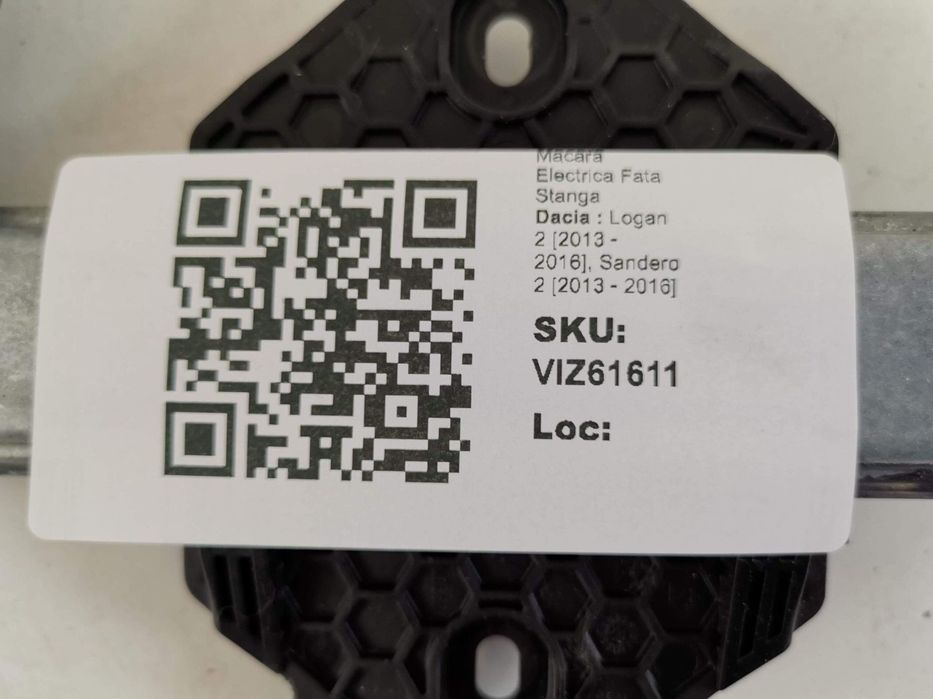 Macara
Electrica Fata
Stanga
Dacia : Logan
2 [2013 -
2016], Sandero
2 [2013 - 2016]
SKU:
VIZ61611
Loc: